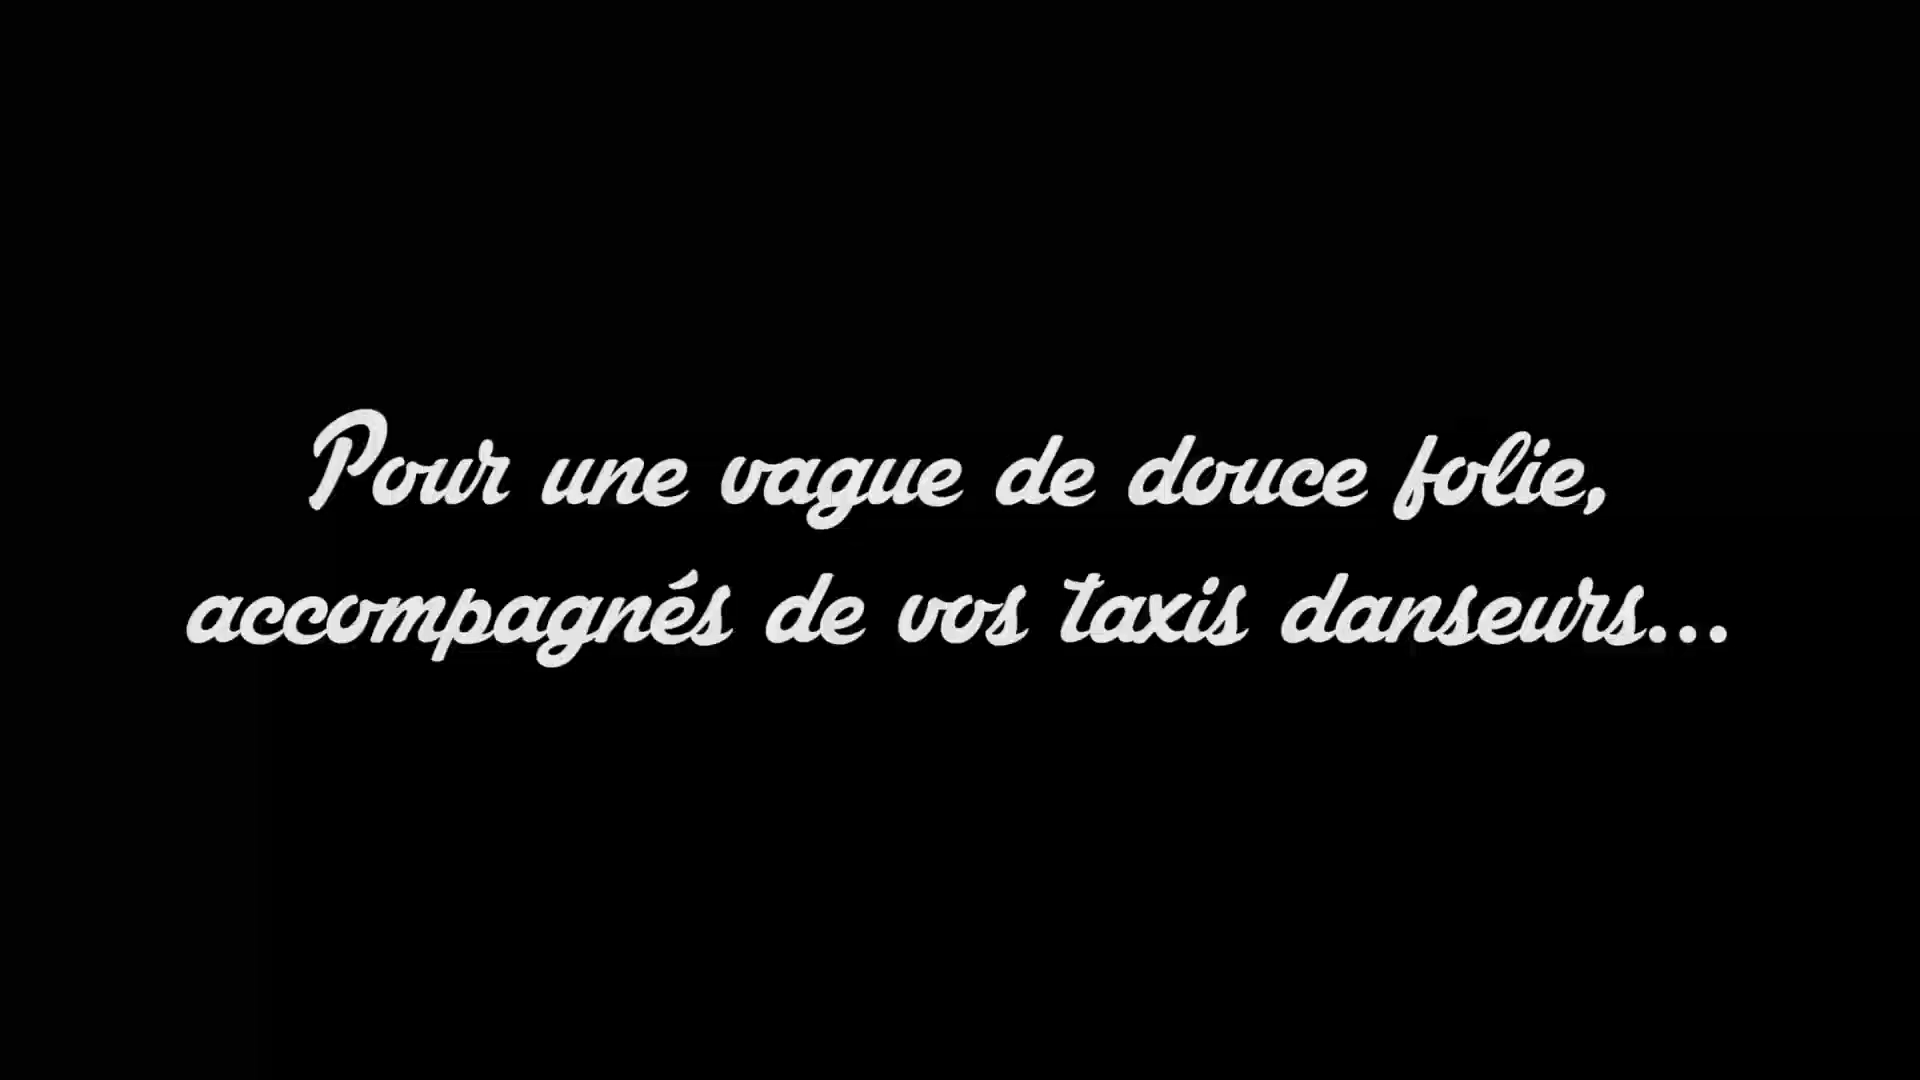 Pour une vague de douce folie,
accompagnés de vos taxis danseurs...